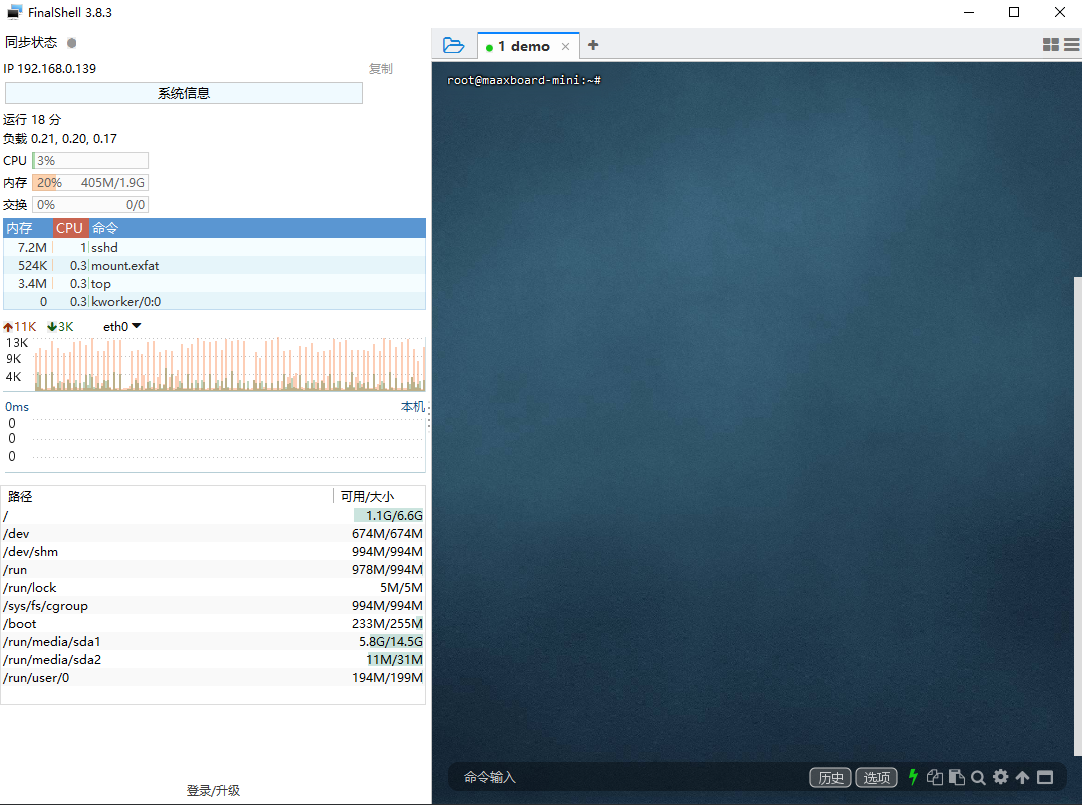 FinalShell 3.8.3
同步状态
IP 192.168.0.139
复制
系统信息
运行 18 分
负载 0.21, 0.20, 0.17
CPU 3%
内存 20% 405M/1.9G
交换 0% 0/0
内存 CPU 命令
7.2M 1 sshd
524K 0.3 mount.exfat
3.4M 0.3 top
0 0.3 kworker/0:0
11K 3K eth0
13K
9K
4K
0ms 本机
0
0
0
路径 可用/大小
/ 1.1G/6.6G
/dev 674M/674M
/dev/shm 994M/994M
/run 978M/994M
/run/lock 5M/5M
/sys/fs/cgroup 994M/994M
/boot 233M/255M
/run/media/sda1 5.8G/14.5G
/run/media/sda2 11M/31M
/run/user/0 194M/199M
登录/升级
1 demo
root@maaxboard-mini:~#
命令输入
历史 选项